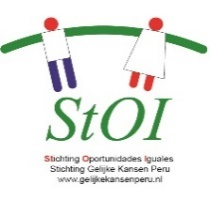 StOI
Stichting Oportunidades Iguales
Stichting Gelijke Kansen Peru
www.gelijkekansenperu.nl